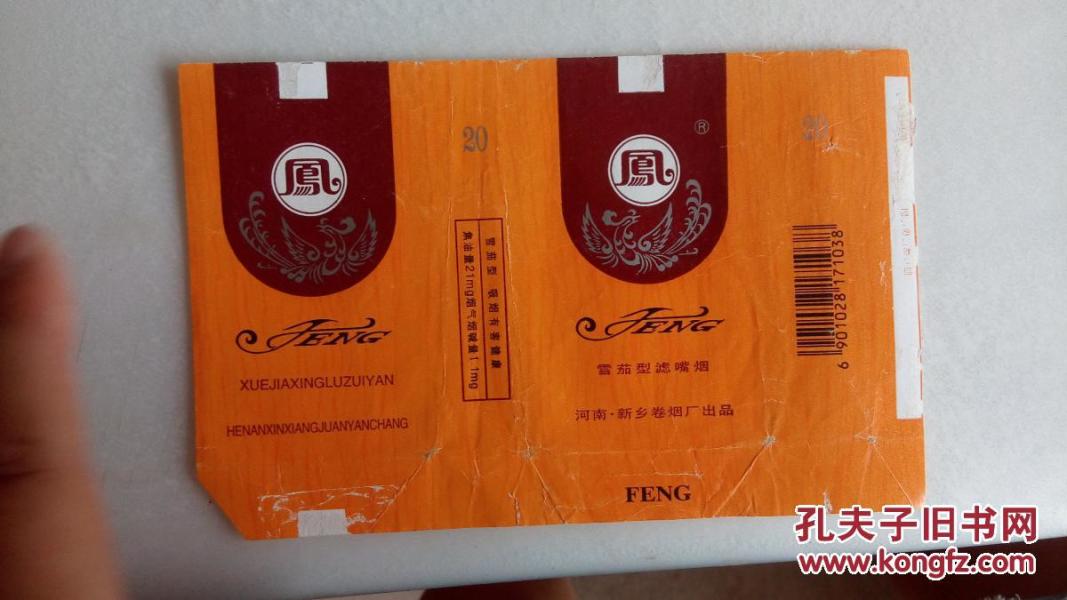 鳳
FENG
XUEJIAXINGLUZUIYAN
HENANXINXIANGJUANYANCHANG
20
雪茄型 吸烟有害健康
焦油量21mg烟气烟碱量1.1mg
®
鳳
FENG
雪茄型滤嘴烟
河南·新乡卷烟厂出品
FENG
20
6 901028 171038
孔夫子旧书网
www.kongfz.com